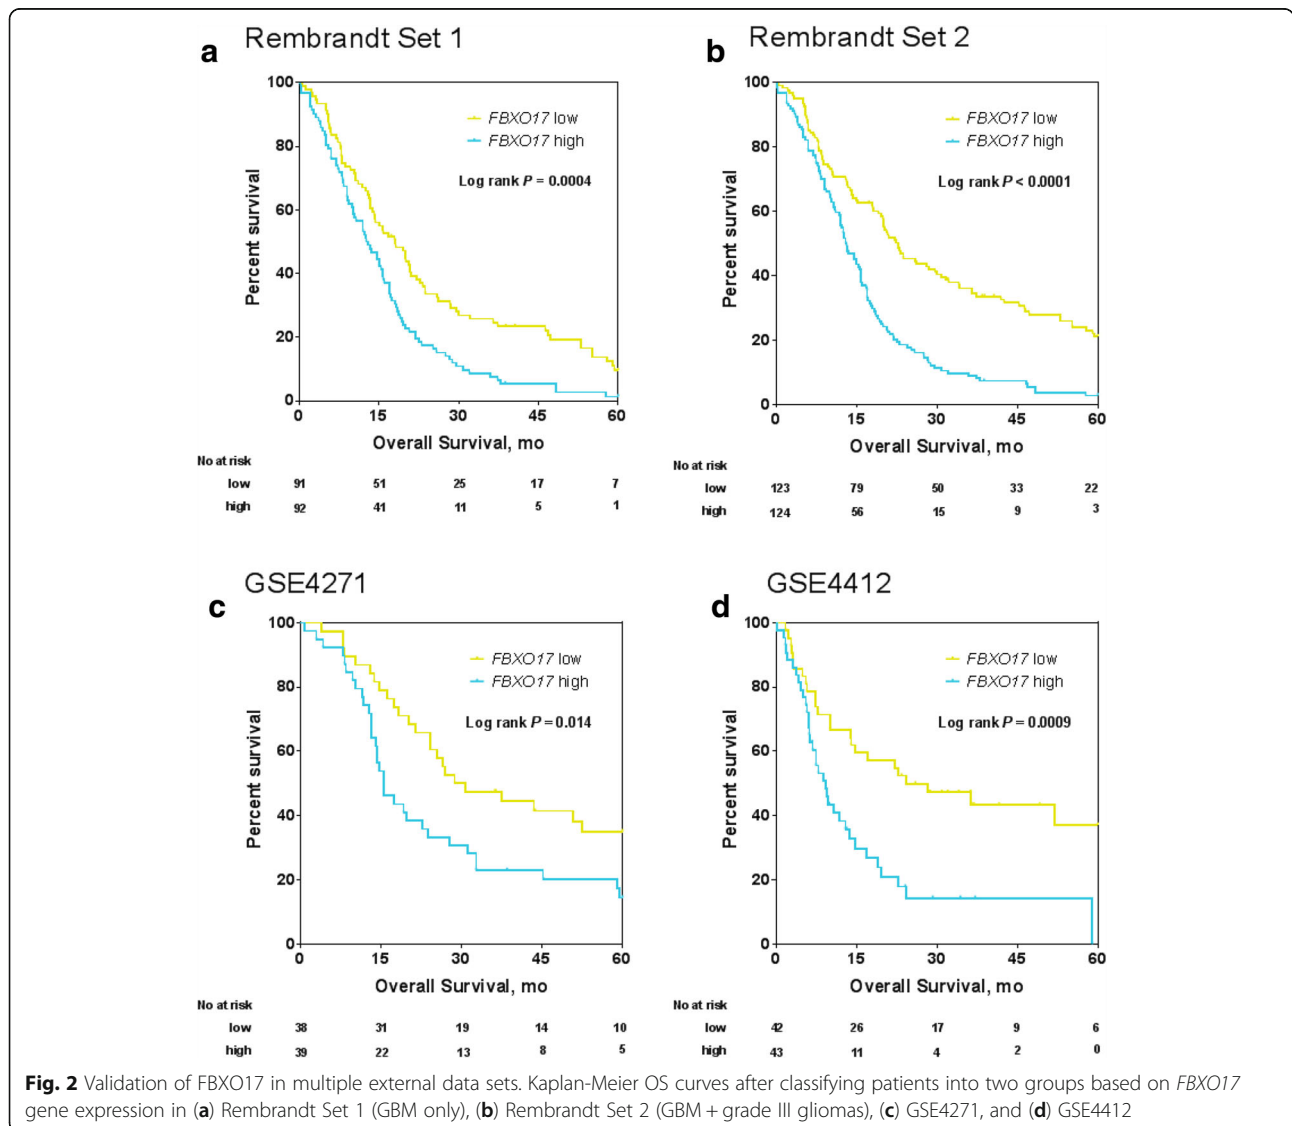 a Rembrandt Set 1
100
80
60
40
20
0
Percent survival
FBXO17 low
FBXO17 high
Log rank P = 0.0004
0 15 30 45 60
Overall Survival, mo
No at risk
low 91 51 25 17 7
high 92 41 11 5 1
b Rembrandt Set 2
100
80
60
40
20
0
Percent survival
FBXO17 low
FBXO17 high
Log rank P < 0.0001
0 15 30 45 60
Overall Survival, mo
No at risk
low 123 79 50 33 22
high 124 56 15 9 3
c GSE4271
100
80
60
40
20
0
Percent survival
FBXO17 low
FBXO17 high
Log rank P = 0.014
0 15 30 45 60
Overall Survival, mo
No at risk
low 38 31 19 14 10
high 39 22 13 8 5
d GSE4412
100
80
60
40
20
0
Percent survival
FBXO17 low
FBXO17 high
Log rank P = 0.0009
0 15 30 45 60
Overall Survival, mo
No at risk
low 42 26 17 9 6
high 43 11 4 2 0
Fig. 2 Validation of FBXO17 in multiple external data sets. Kaplan-Meier OS curves after classifying patients into two groups based on FBXO17
gene expression in (a) Rembrandt Set 1 (GBM only), (b) Rembrandt Set 2 (GBM + grade III gliomas), (c) GSE4271, and (d) GSE4412